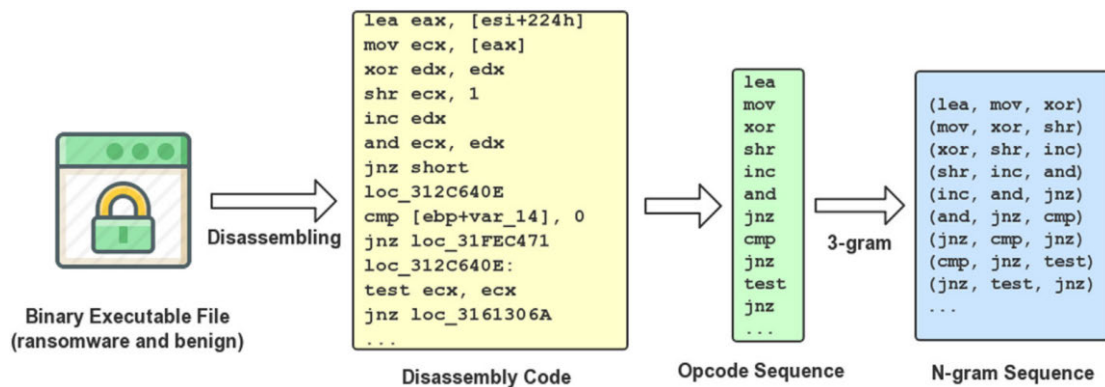 Binary Executable File
(ransomware and benign)
Disassembling
lea eax, [esi+224h]
mov ecx, [eax]
xor edx, edx
shr ecx, 1
inc edx
and ecx, edx
jnz short
loc_312C640E
cmp [ebp+var_14], 0
jnz loc_31FEC471
loc_312C640E:
test ecx, ecx
jnz loc_3161306A
...
Disassembly Code
lea
mov
xor
shr
inc
and
jnz
cmp
jnz
test
jnz
...
Opcode Sequence
3-gram
(lea, mov, xor)
(mov, xor, shr)
(xor, shr, inc)
(shr, inc, and)
(inc, and, jnz)
(and, jnz, cmp)
(jnz, cmp, jnz)
(cmp, jnz, test)
(jnz, test, jnz)
...
N-gram Sequence